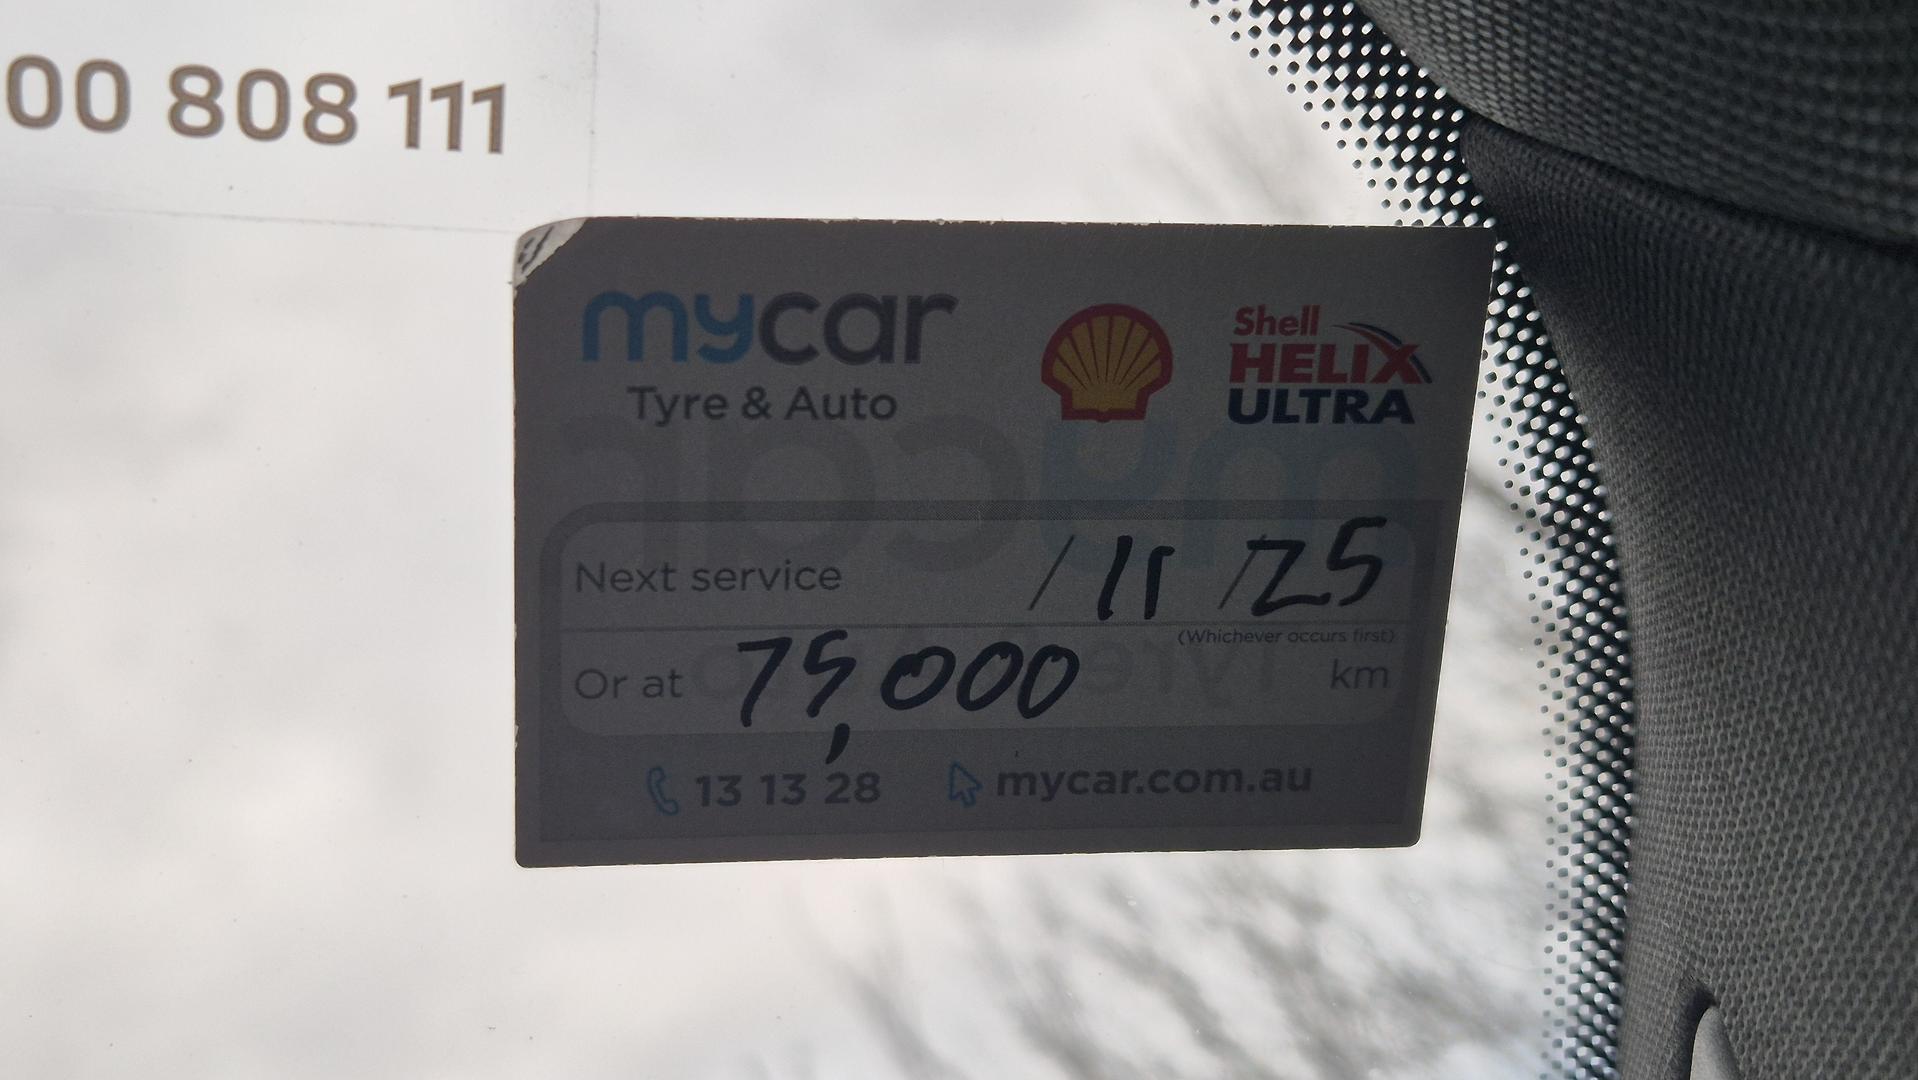 00 808 111
mycar
Tyre & Auto
Shell
HELIX
ULTRA
Next service / 11 / 25
(Whichever occurs first)
Or at 75,000 km
13 13 28 mycar.com.au